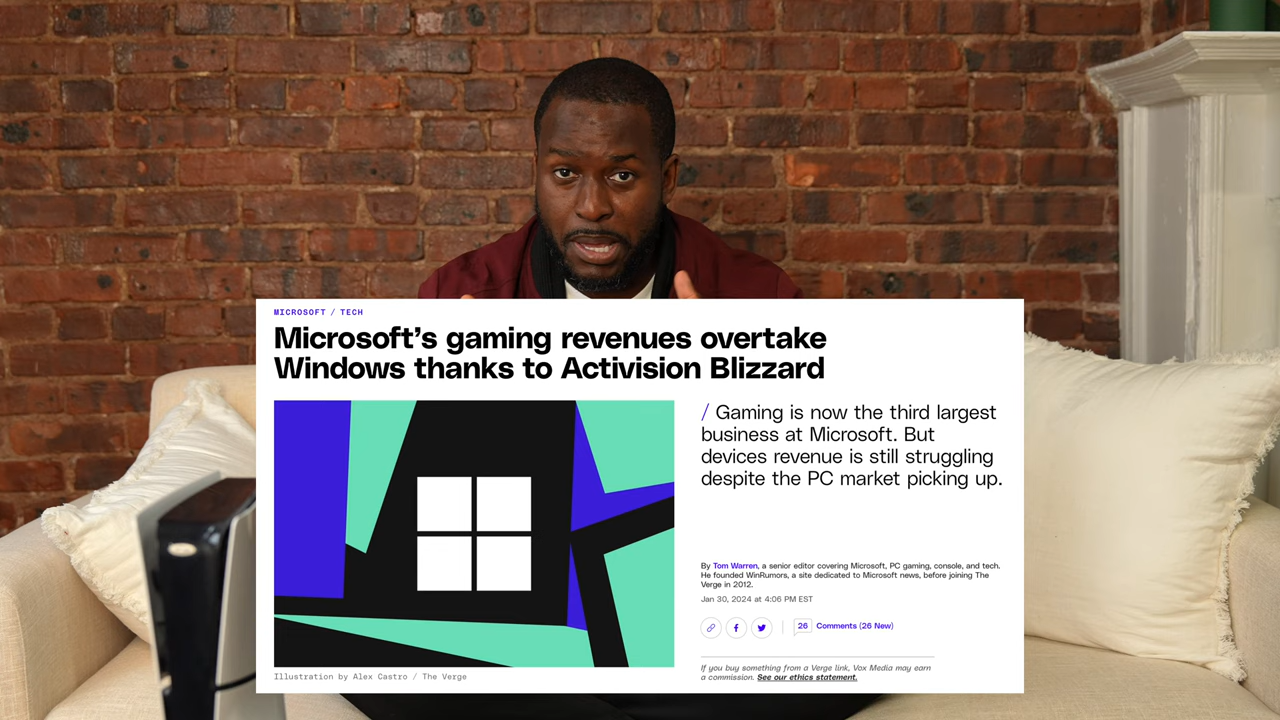 MICROSOFT / TECH
Microsoft’s gaming revenues overtake
Windows thanks to Activision Blizzard
/ Gaming is now the third largest
business at Microsoft. But
devices revenue is still struggling
despite the PC market picking up.
By Tom Warren, a senior editor covering Microsoft, PC gaming, console, and tech.
He founded WinRumors, a site dedicated to Microsoft news, before joining The
Verge in 2012.
Jan 30, 2024 at 4:06 PM EST
26 Comments (26 New)
If you buy something from a Verge link, Vox Media may earn
a commission. See our ethics statement.
Illustration by Alex Castro / The Verge